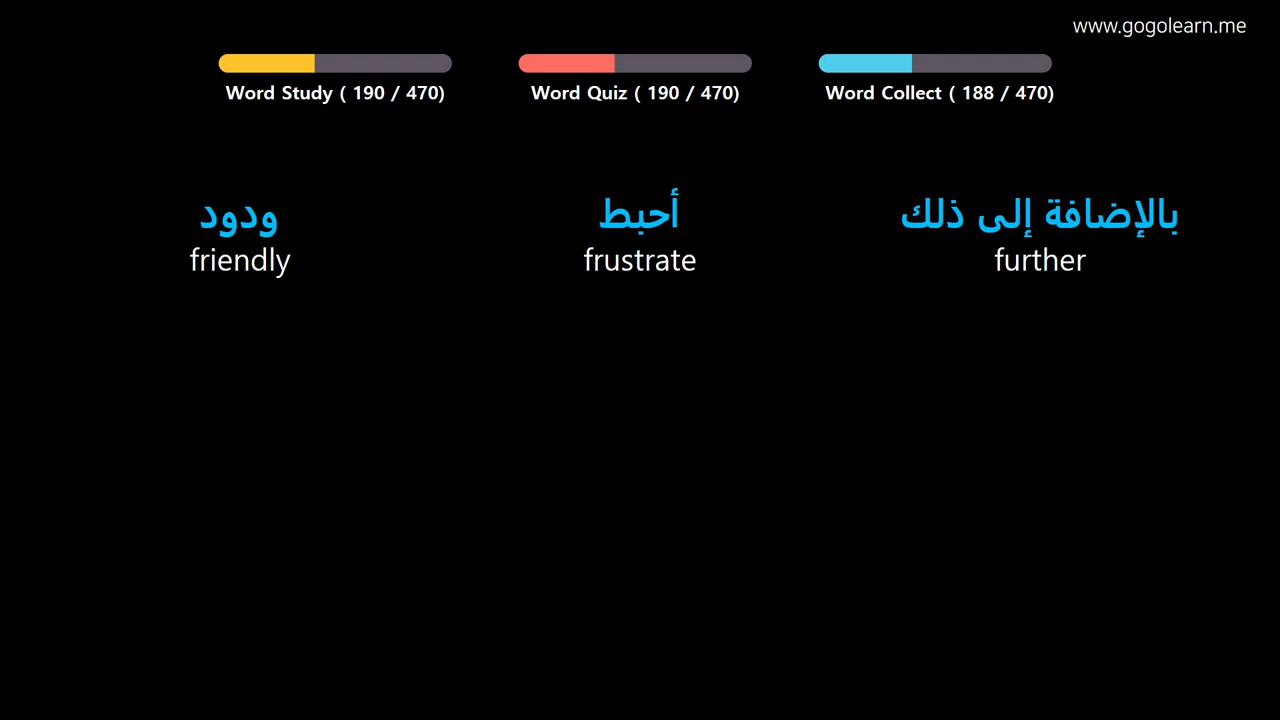 www.gogolearn.me
Word Study ( 190 / 470)
Word Quiz ( 190 / 470)
Word Collect ( 188 / 470)
ودود
friendly
أحبط
frustrate
بالإضافة إلى ذلك
further